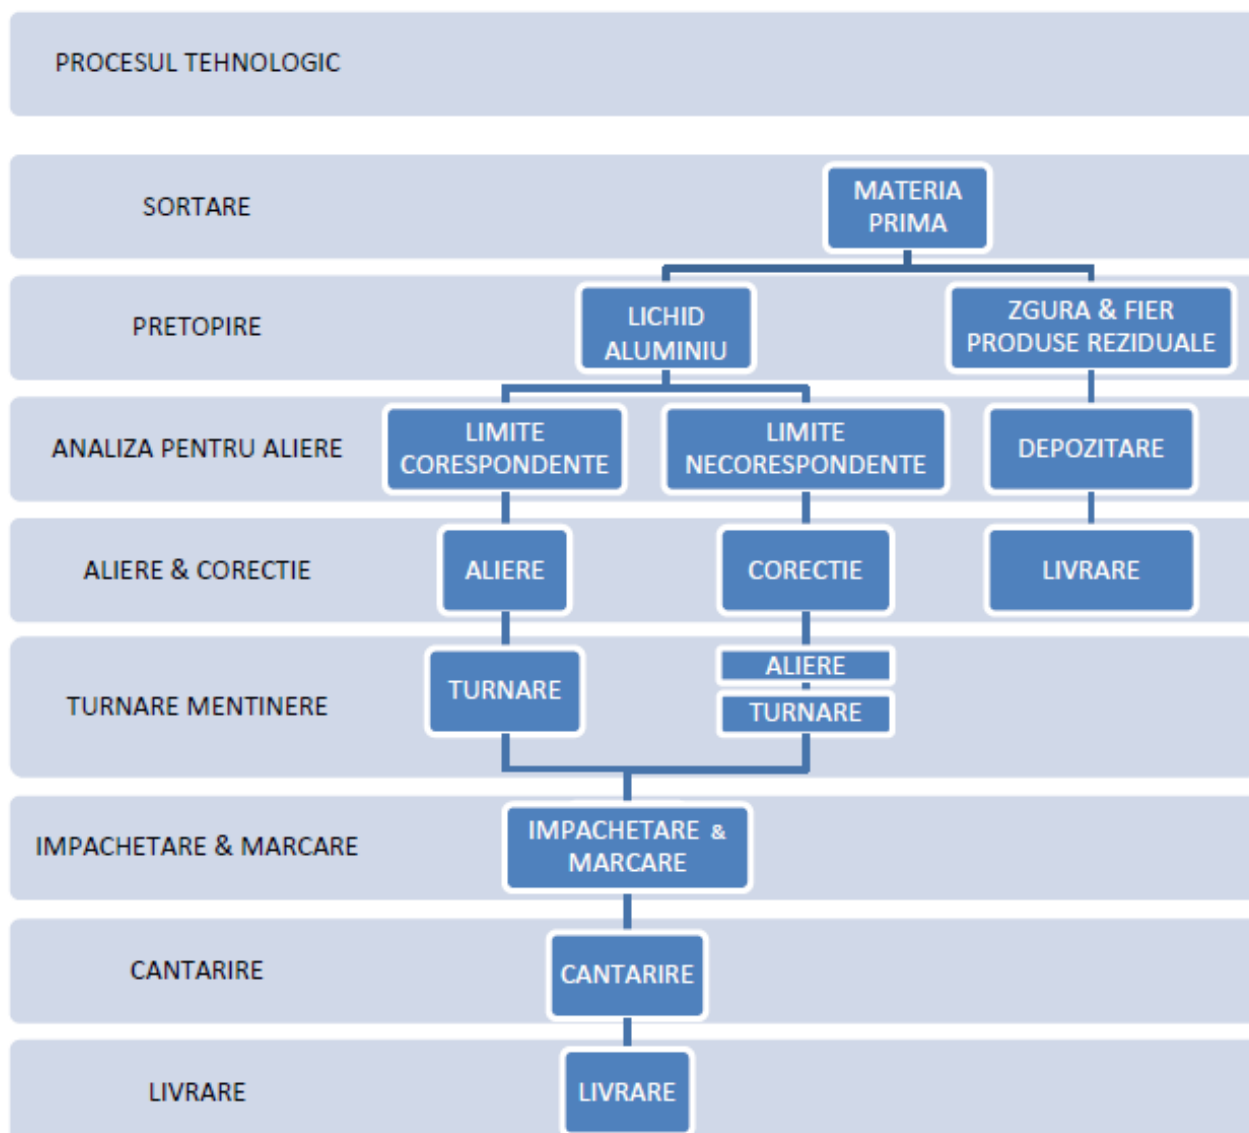 PROCESUL TEHNOLOGIC
SORTARE
MATERIA
PRIMA
PRETOPIRE
LICHID
ALUMINIU
ZGURA & FIER
PRODUSE REZIDUALE
ANALIZA PENTRU ALIERE
LIMITE
CORESPONDENTE
LIMITE
NECORESPONDENTE
DEPOZITARE
ALIERE & CORECTIE
ALIERE
CORECTIE
LIVRARE
TURNARE MENTINERE
TURNARE
ALIERE
TURNARE
IMPACHETARE & MARCARE
IMPACHETARE &
MARCARE
CANTARIRE
CANTARIRE
LIVRARE
LIVRARE